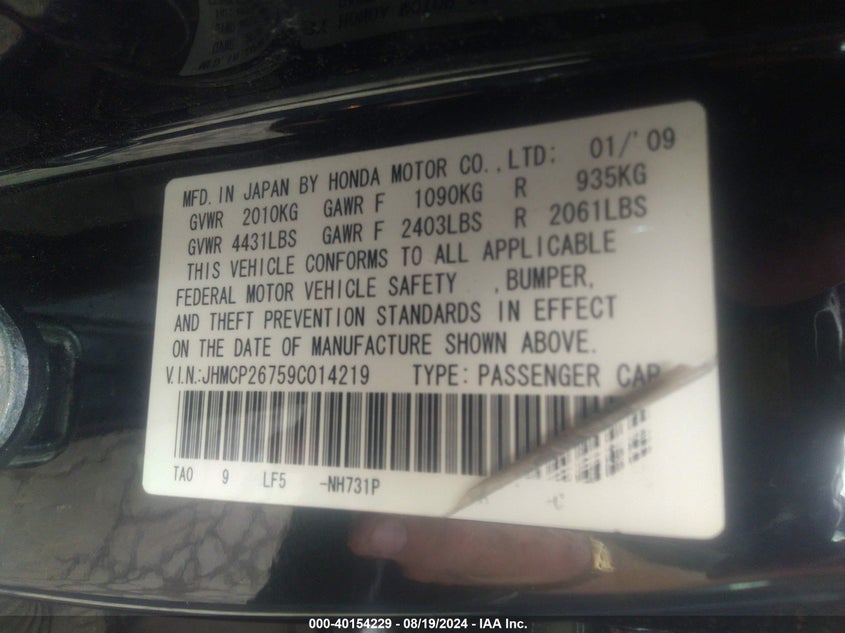 MFD. IN JAPAN BY HONDA MOTOR CO., LTD: 01/'09
GVWR 2010KG GAWR F 1090KG R 935KG
GVWR 4431LBS GAWR F 2403LBS R 2061LBS
THIS VEHICLE CONFORMS TO ALL APPLICABLE
FEDERAL MOTOR VEHICLE SAFETY , BUMPER,
AND THEFT PREVENTION STANDARDS IN EFFECT
ON THE DATE OF MANUFACTURE SHOWN ABOVE.
V.I.N.:JHMCP26759C014219 TYPE: PASSENGER CAR
TA0 9 LF5 -NH731P -C
000-40154229 - 08/19/2024 - IAA Inc.